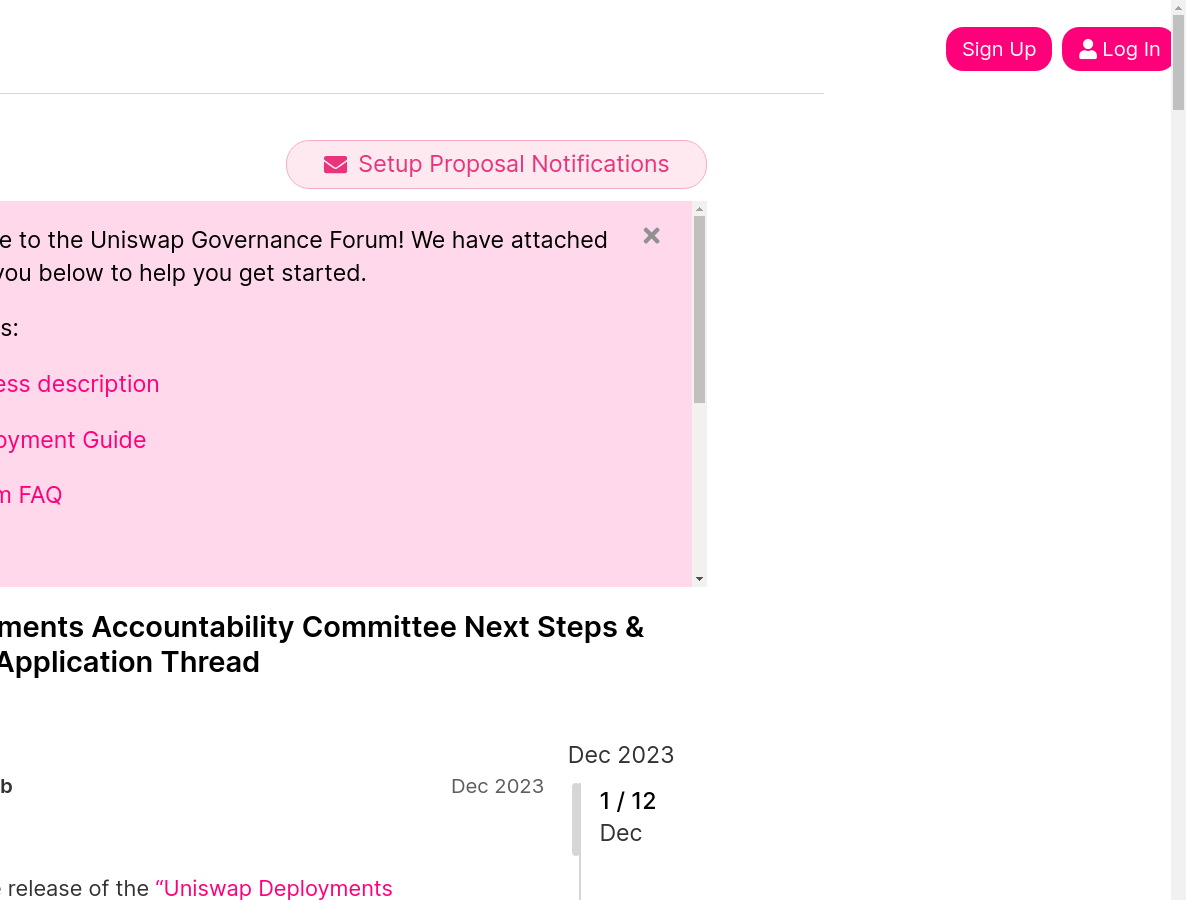 Sign Up
Log In
Setup Proposal Notifications
e to the Uniswap Governance Forum! We have attached
you below to help you get started.
s:
ess description
oyment Guide
m FAQ
ments Accountability Committee Next Steps &
Application Thread
Dec 2023
b
Dec 2023
1 / 12
Dec
release of the “Uniswap Deployments